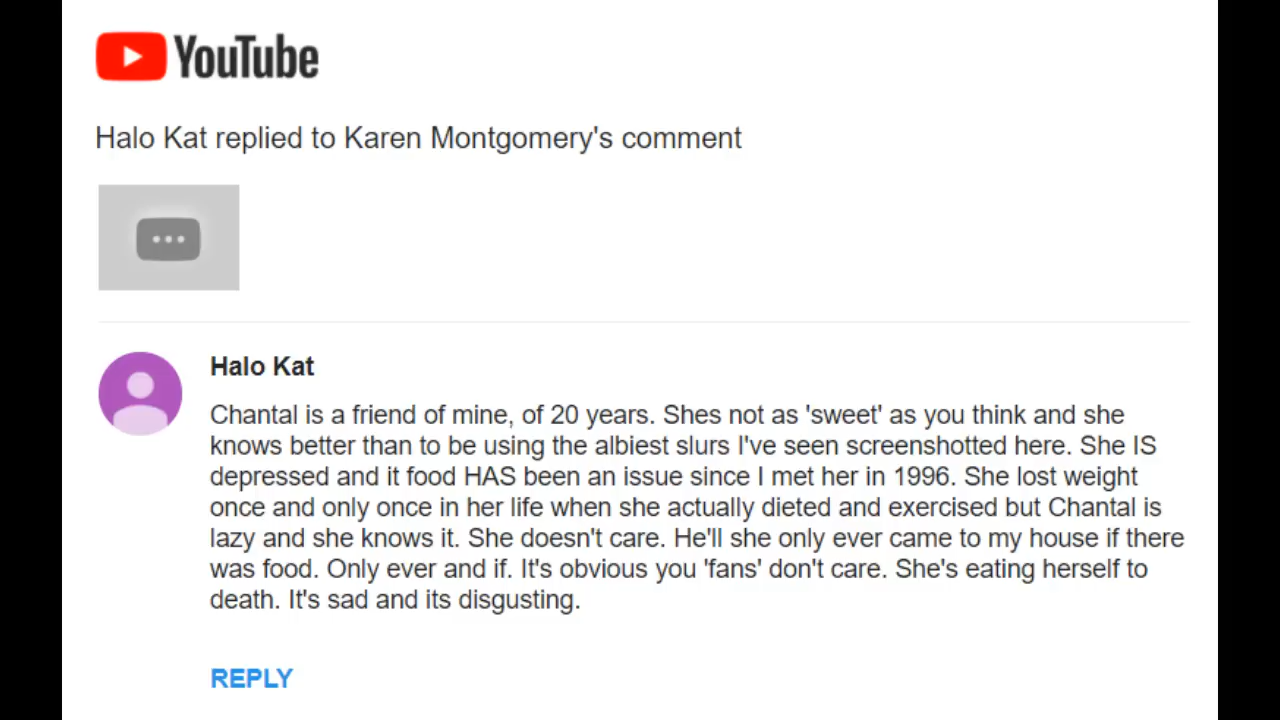 YouTube
Halo Kat replied to Karen Montgomery's comment
Halo Kat
Chantal is a friend of mine, of 20 years. Shes not as 'sweet' as you think and she
knows better than to be using the albiest slurs I've seen screenshotted here. She IS
depressed and it food HAS been an issue since I met her in 1996. She lost weight
once and only once in her life when she actually dieted and exercised but Chantal is
lazy and she knows it. She doesn't care. He'll she only ever came to my house if there
was food. Only ever and if. It's obvious you 'fans' don't care. She's eating herself to
death. It's sad and its disgusting.
REPLY